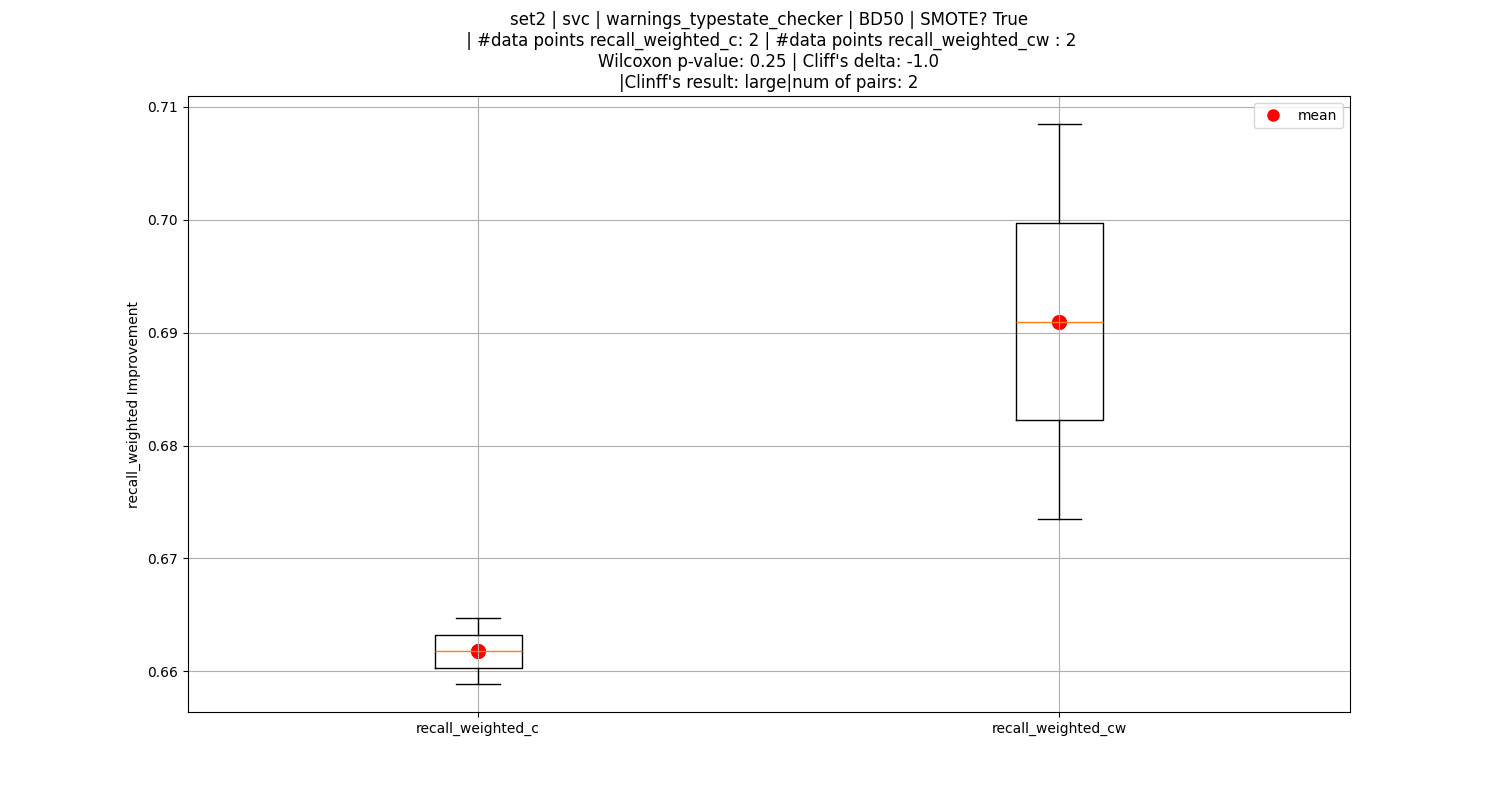 set2 | svc | warnings_typestate_checker | BD50 | SMOTE? True
| #data points recall_weighted_c: 2 | #data points recall_weighted_cw : 2
Wilcoxon p-value: 0.25 | Cliff's delta: -1.0
|Clinff's result: large|num of pairs: 2
mean
0.71
0.70
0.69
0.68
0.67
0.66
recall_weighted Improvement
recall_weighted_c
recall_weighted_cw